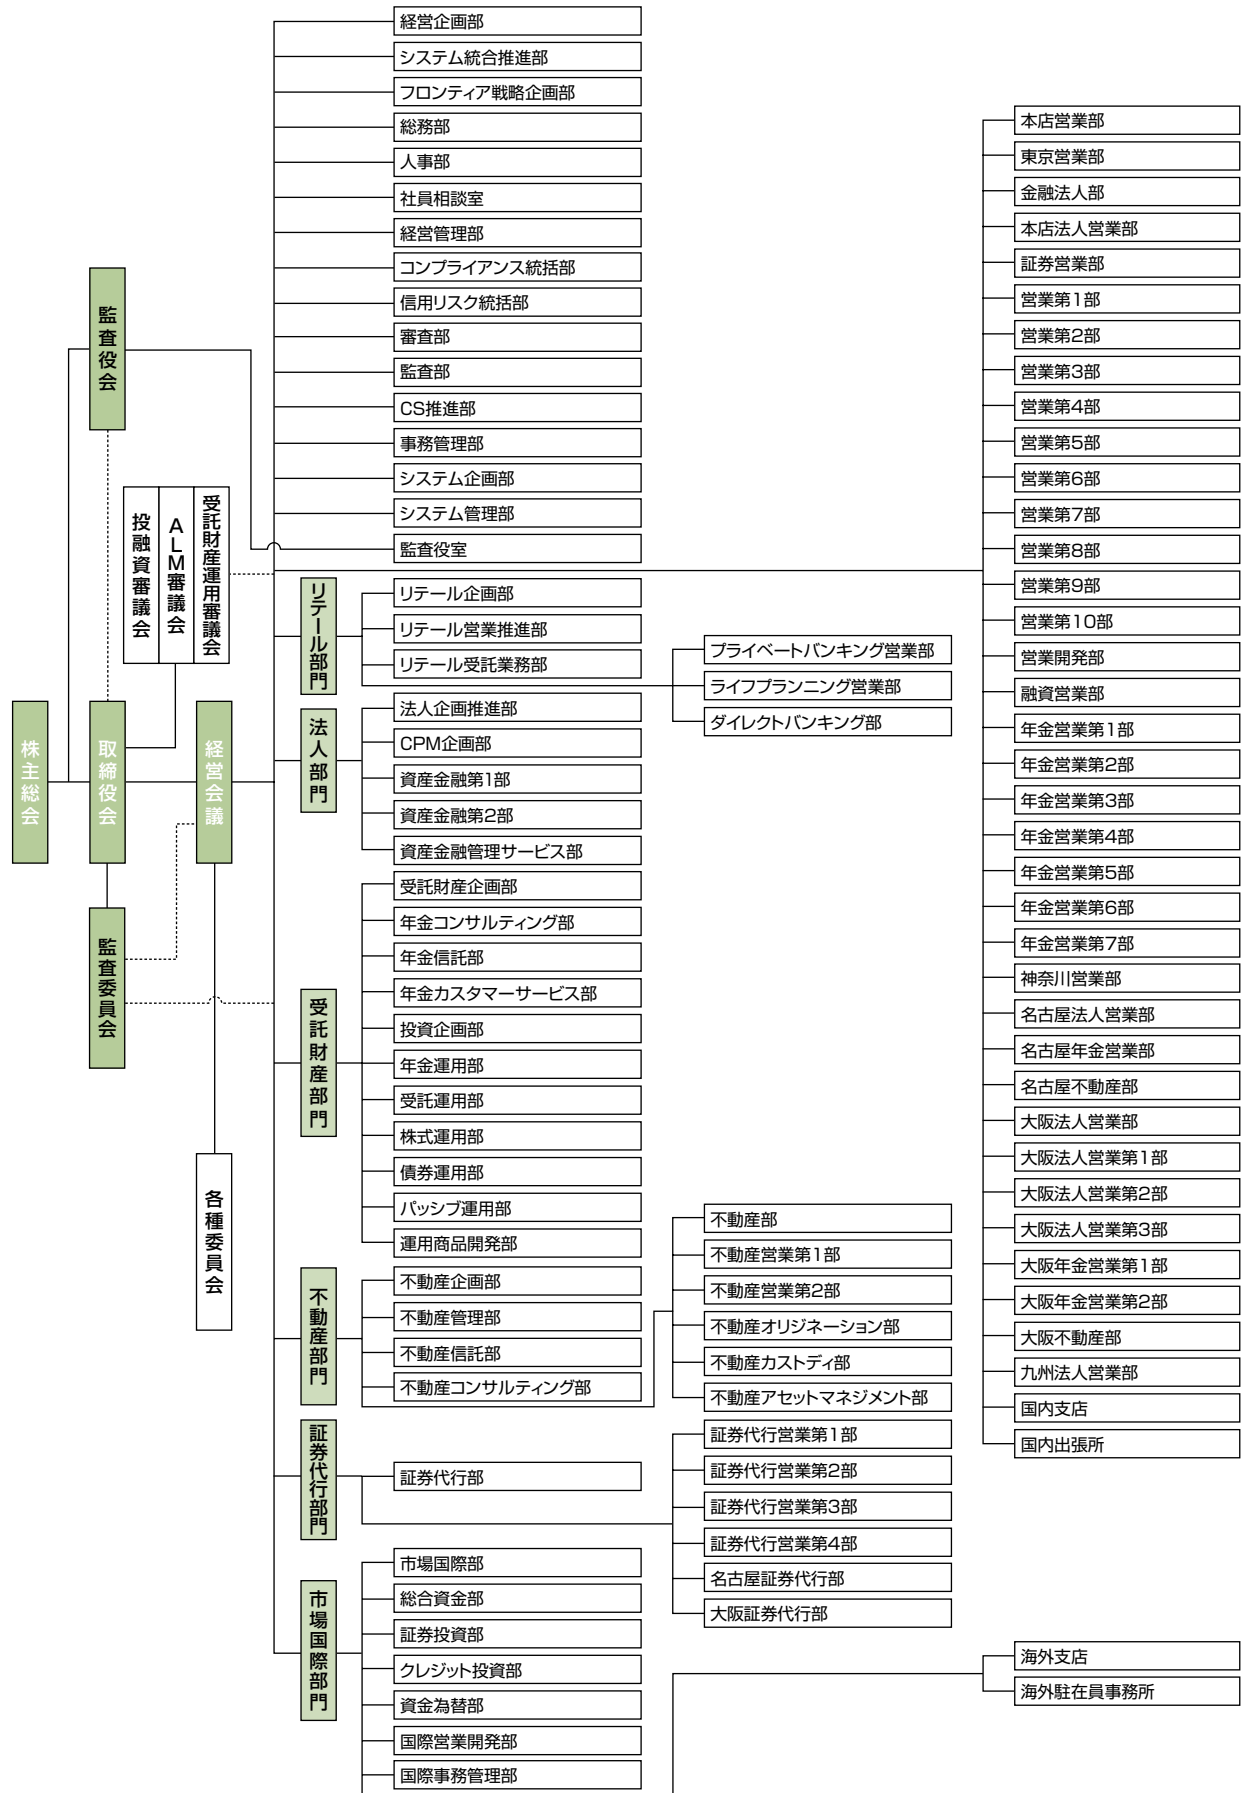 株主総会
監査役会
取締役会
監査委員会
投融資審議会
ALM審議会
受託財産運用審議会
経営会議
各種委員会
経営企画部
システム統合推進部
フロンティア戦略企画部
総務部
人事部
社員相談室
経営管理部
コンプライアンス統括部
信用リスク統括部
審査部
監査部
CS推進部
事務管理部
システム企画部
システム管理部
監査役室
リテール部門
リテール企画部
リテール営業推進部
リテール受託業務部
プライベートバンキング営業部
ライフプランニング営業部
ダイレクトバンキング部
法人部門
法人企画推進部
CPM企画部
資産金融第1部
資産金融第2部
資産金融管理サービス部
受託財産部門
受託財産企画部
年金コンサルティング部
年金信託部
年金カスタマーサービス部
投資企画部
年金運用部
受託運用部
株式運用部
債券運用部
パッシブ運用部
運用商品開発部
不動産部門
不動産企画部
不動産管理部
不動産信託部
不動産コンサルティング部
不動産部
不動産営業第1部
不動産営業第2部
不動産オリジネーション部
不動産カストディ部
不動産アセットマネジメント部
証券代行部門
証券代行部
証券代行営業第1部
証券代行営業第2部
証券代行営業第3部
証券代行営業第4部
名古屋証券代行部
大阪証券代行部
市場国際部門
市場国際部
総合資金部
証券投資部
クレジット投資部
資金為替部
国際営業開発部
国際事務管理部
海外支店
海外駐在員事務所
本店営業部
東京営業部
金融法人部
本店法人営業部
証券営業部
営業第1部
営業第2部
営業第3部
営業第4部
営業第5部
営業第6部
営業第7部
営業第8部
営業第9部
営業第10部
営業開発部
融資営業部
年金営業第1部
年金営業第2部
年金営業第3部
年金営業第4部
年金営業第5部
年金営業第6部
年金営業第7部
神奈川営業部
名古屋法人営業部
名古屋年金営業部
名古屋不動産部
大阪法人営業部
大阪法人営業第1部
大阪法人営業第2部
大阪法人営業第3部
大阪年金営業第1部
大阪年金営業第2部
大阪不動産部
九州法人営業部
国内支店
国内出張所